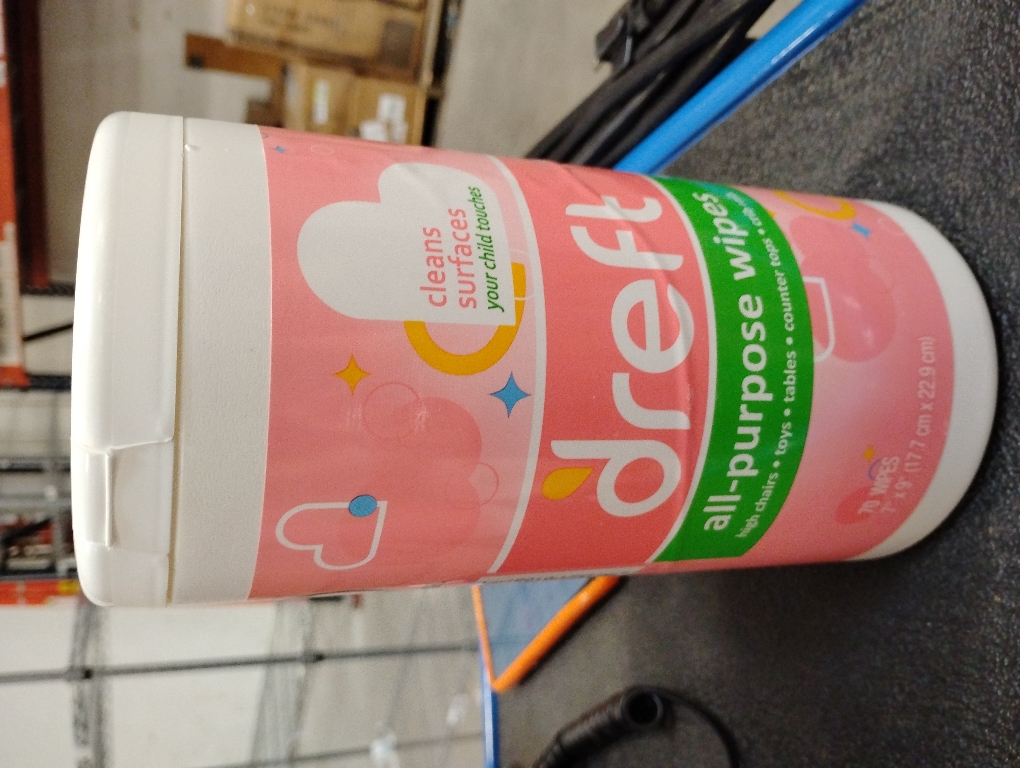 cleans
surfaces
your child touches
dreft
all-purpose wipes
high chairs • toys • tables • counter tops •
70 WIPES
7" x 9" (17.7 cm x 22.9 cm)